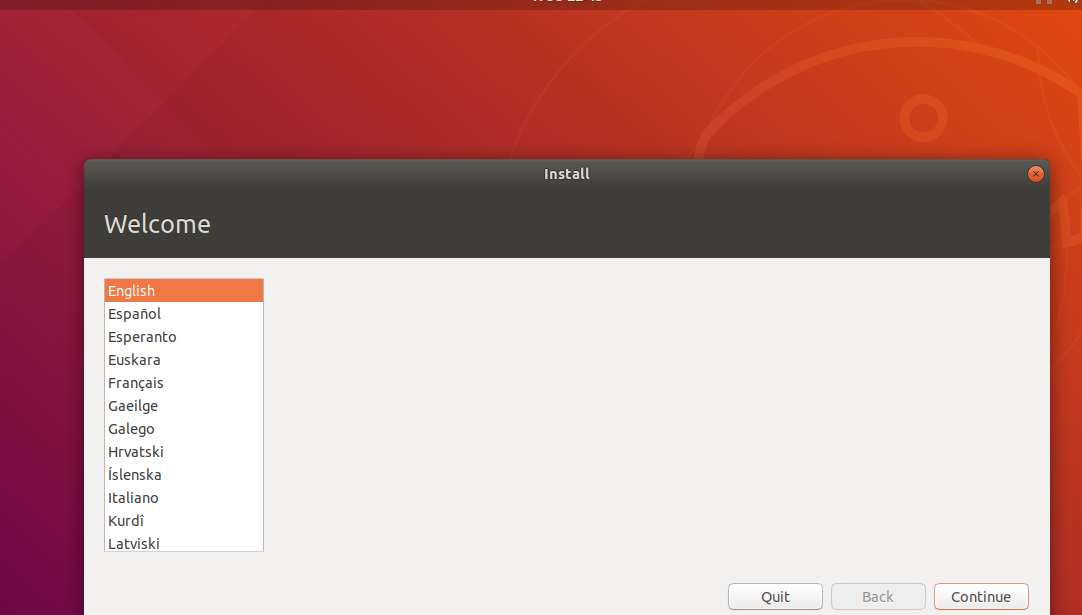 Install
Welcome
English
Español
Esperanto
Euskara
Français
Gaeilge
Galego
Hrvatski
Íslenska
Italiano
Kurdî
Latviski
Quit
Back
Continue